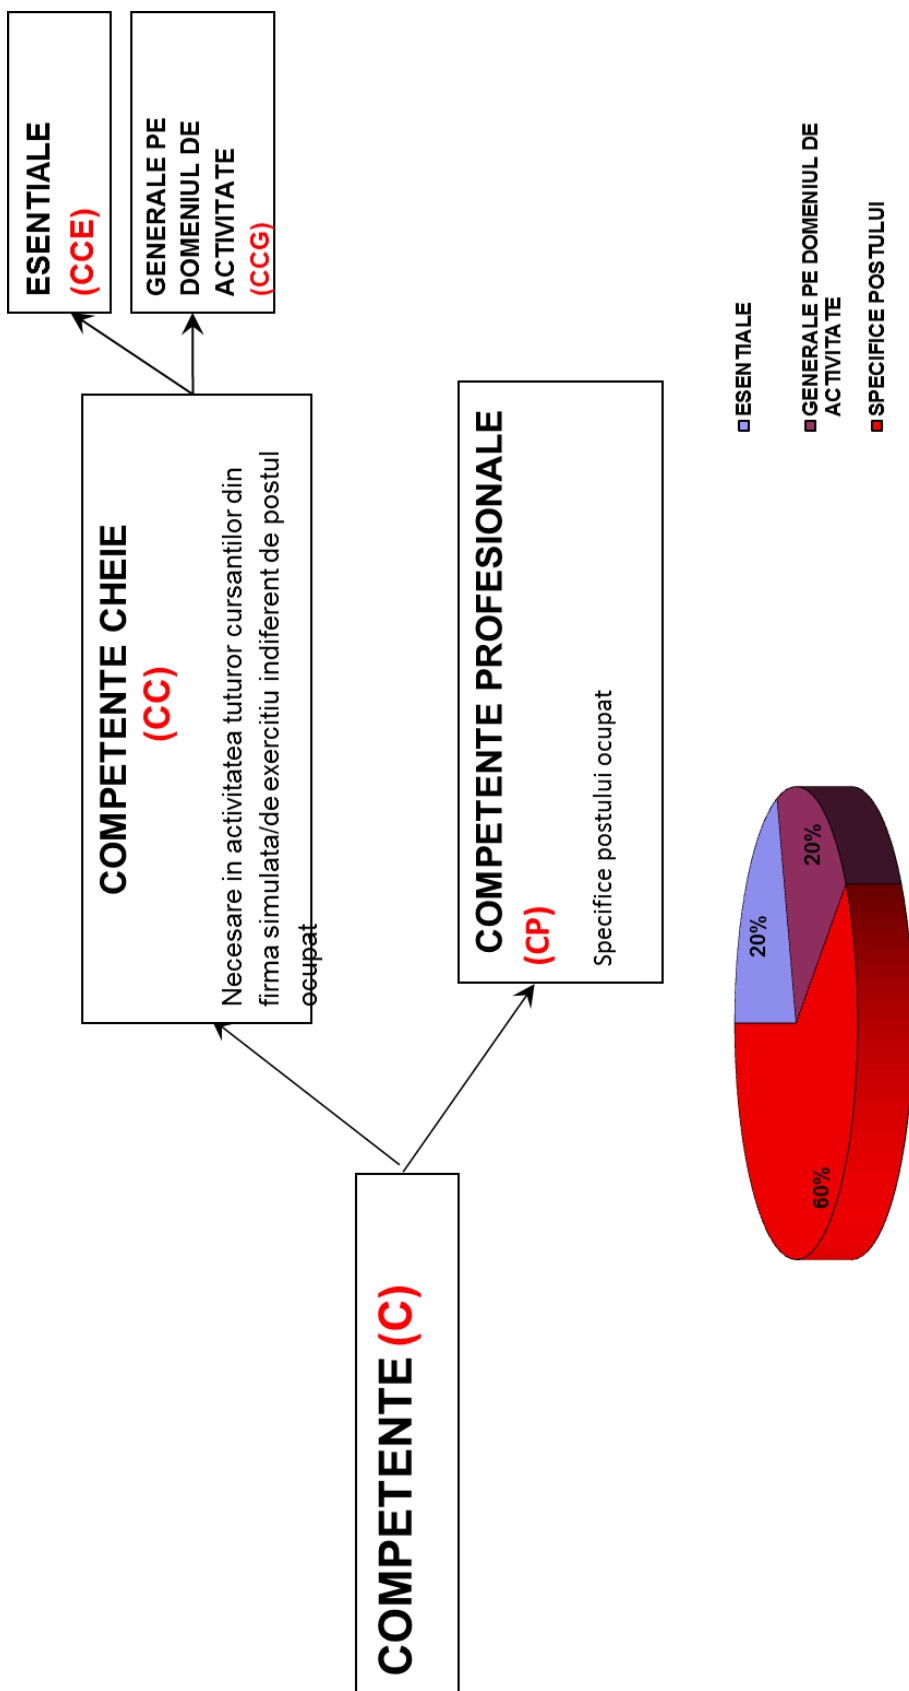 COMPETENTE (C)
COMPETENTE CHEIE
(CC)
Necesare in activitatea tuturor cursantilor din
firma simulata/de exercitiu indiferent de postul
ocupat
ESENTIALE
(CCE)
GENERALE PE
DOMENIUL DE
ACTIVITATE
(CCG)
COMPETENTE PROFESIONALE
(CP)
Specifice postului ocupat
60%
20%
20%
ESENTIALE
GENERALE PE DOMENIUL DE
ACTIVITATE
SPECIFICE POSTULUI